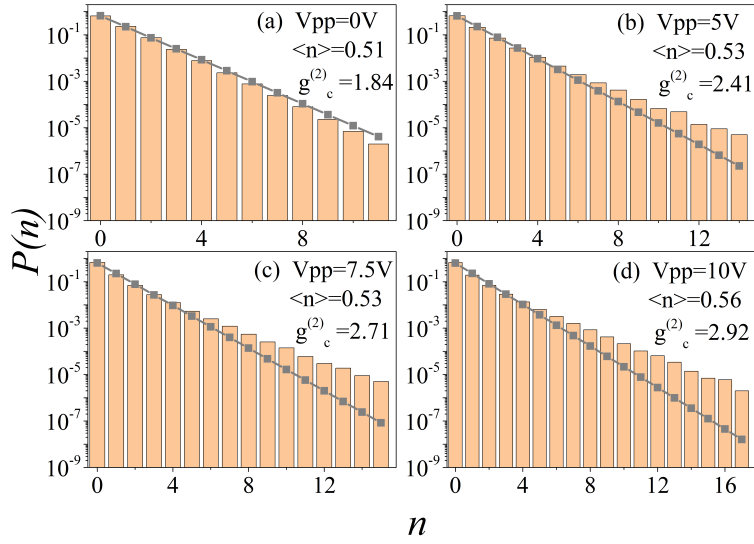 (a) Vpp=0V
<n>=0.51
g(2)c =1.84
10-1
10-3
10-5
10-7
10-9
0 4 8
(b) Vpp=5V
<n>=0.53
g(2)c =2.41
10-1
10-3
10-5
10-7
10-9
0 4 8 12
P(n)
(c) Vpp=7.5V
<n>=0.53
g(2)c =2.71
10-1
10-3
10-5
10-7
10-9
0 4 8 12
(d) Vpp=10V
<n>=0.56
g(2)c =2.92
10-1
10-3
10-5
10-7
10-9
0 4 8 12 16
n